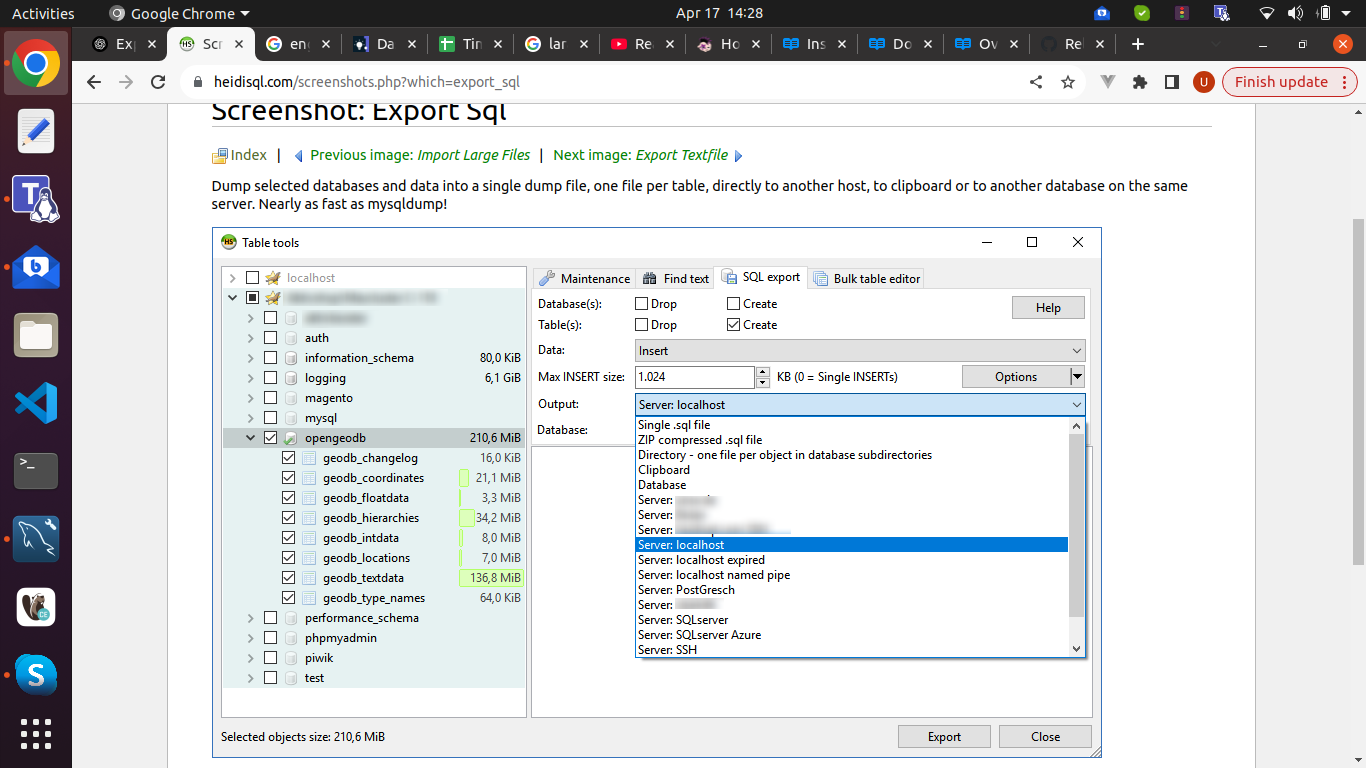 Activities
Google Chrome
Apr 17 14:28
Exp
Scr
eng
Da
Tim
lar
Re
Ho
Ins
Do
Ov
Rel
heidisql.com/screenshots.php?which=export_sql
U
Finish update
Screenshot: Export Sql
Index | Previous image: Import Large Files | Next image: Export Textfile
Dump selected databases and data into a single dump file, one file per table, directly to another host, to clipboard or to another database on the same
server. Nearly as fast as mysqldump!
HS
Table tools
localhost
auth
information_schema 80,0 KiB
logging 6,1 GiB
magento
mysql
opengeodb 210,6 MiB
geodb_changelog 16,0 KiB
geodb_coordinates 21,1 MiB
geodb_floatdata 3,3 MiB
geodb_hierarchies 34,2 MiB
geodb_intdata 8,0 MiB
geodb_locations 7,0 MiB
geodb_textdata 136,8 MiB
geodb_type_names 64,0 KiB
performance_schema
phpmyadmin
piwik
test
Maintenance
Find text
SQL export
Bulk table editor
Database(s): Drop Create
Help
Table(s): Drop Create
Data: Insert
Max INSERT size: 1.024 KB (0 = Single INSERTs)
Options
Output: Server: localhost
Database:
Single .sql file
ZIP compressed .sql file
Directory - one file per object in database subdirectories
Clipboard
Database
Server:
Server:
Server:
Server: localhost
Server: localhost expired
Server: localhost named pipe
Server: PostGresch
Server:
Server: SQLserver
Server: SQLserver Azure
Server: SSH
Selected objects size: 210,6 MiB
Export
Close